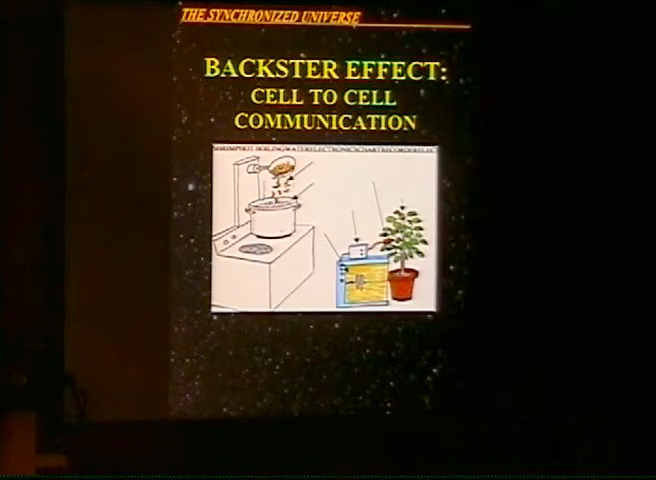 THE SYNCHRONIZED UNIVERSE
BACKSTER EFFECT:
CELL TO CELL
COMMUNICATION